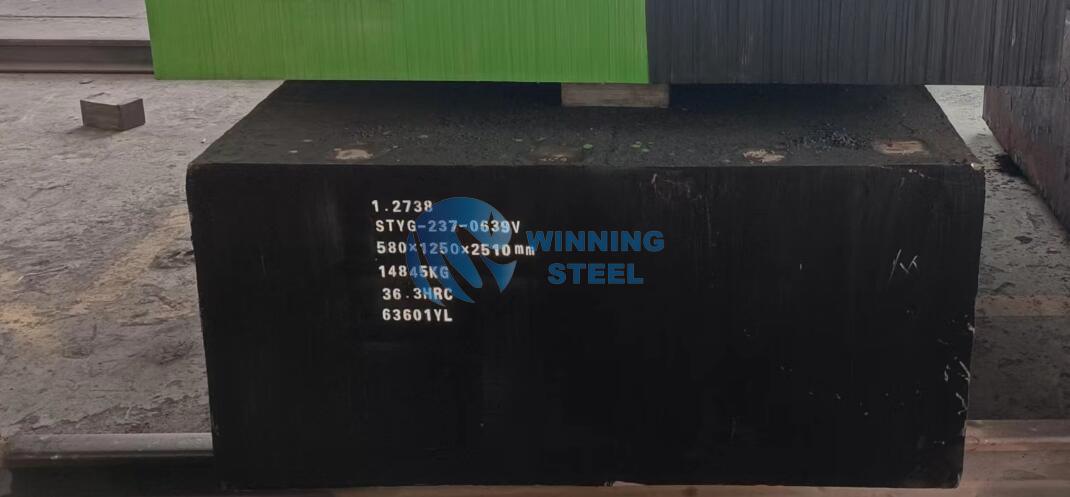 1.2738
STYG-237-0639V
580×1250×2510mm
14845KG
36.3HRC
63601YL
WINNING
STEEL